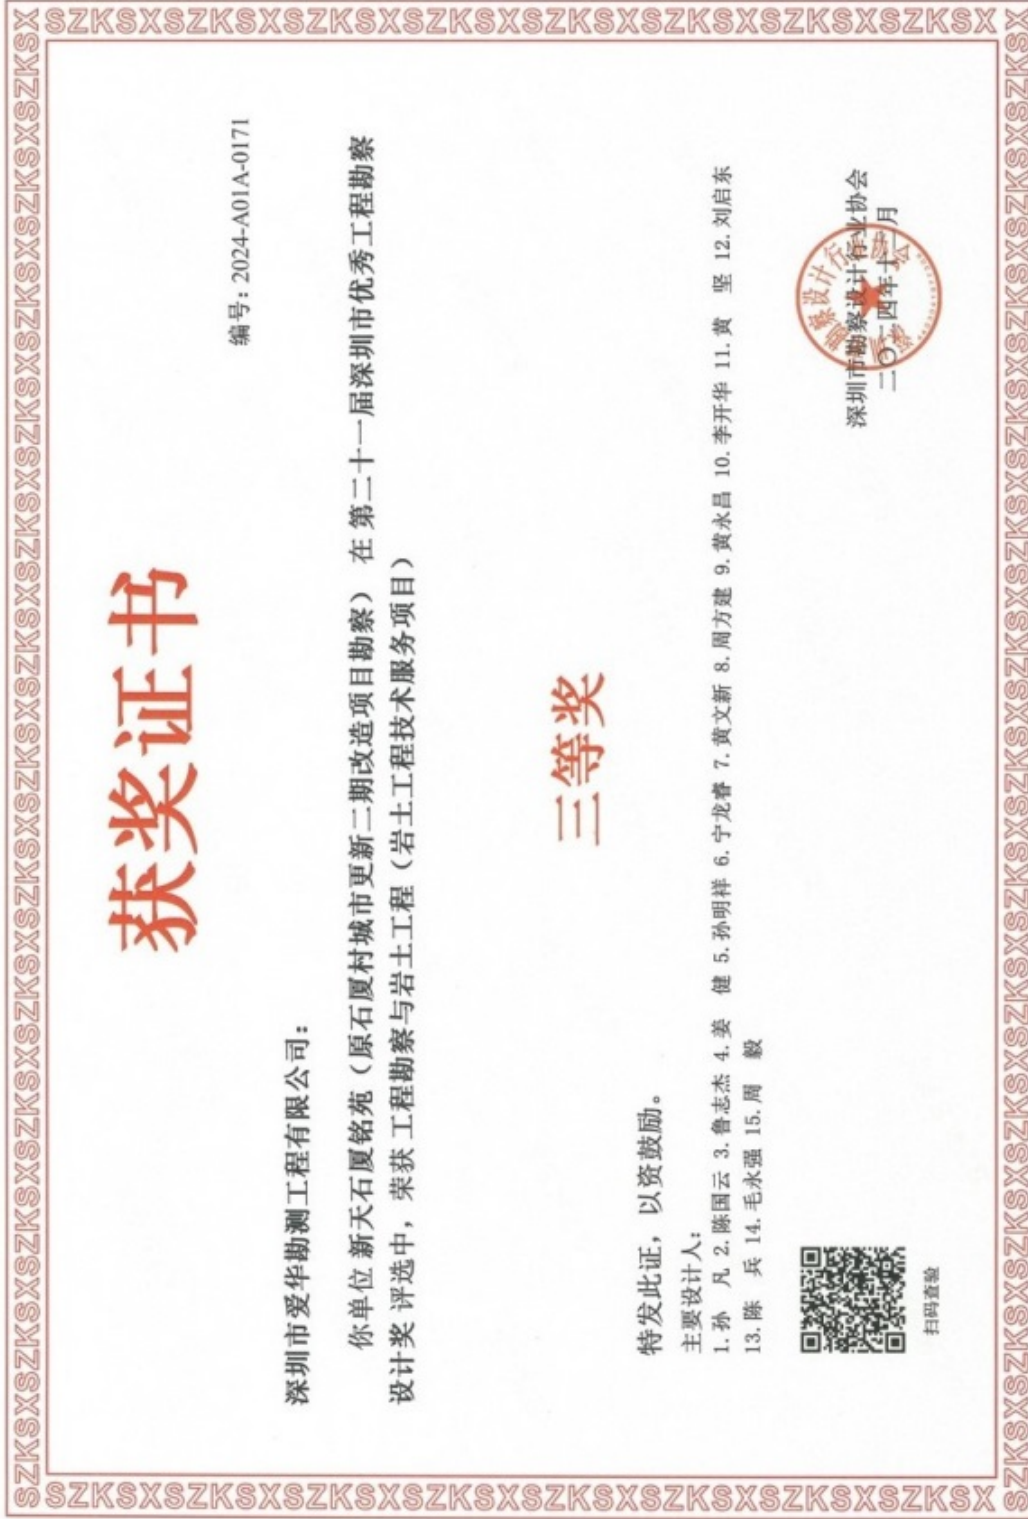 获奖证书
编号：2024-A01A-0171
深圳市爱华勘测工程有限公司：
你单位 新天石厦铭苑（原石厦村城市更新二期改造项目勘察） 在 第二十一届深圳市优秀工程勘察
设计奖 评选中，荣获 工程勘察与岩土工程（岩土工程技术服务项目）
三等奖
特发此证，以资鼓励。
主要设计人：
1. 孙　凡 2. 陈国云 3. 鲁志杰 4. 姜　健 5. 孙明祥 6. 宁龙睿 7. 黄文新 8. 周方建 9. 黄永昌 10. 李开华 11. 黄　坚 12. 刘启东
13. 陈　兵 14. 毛永强 15. 周　毅
扫码查验
深圳市勘察设计行业协会
二〇二四年十一月